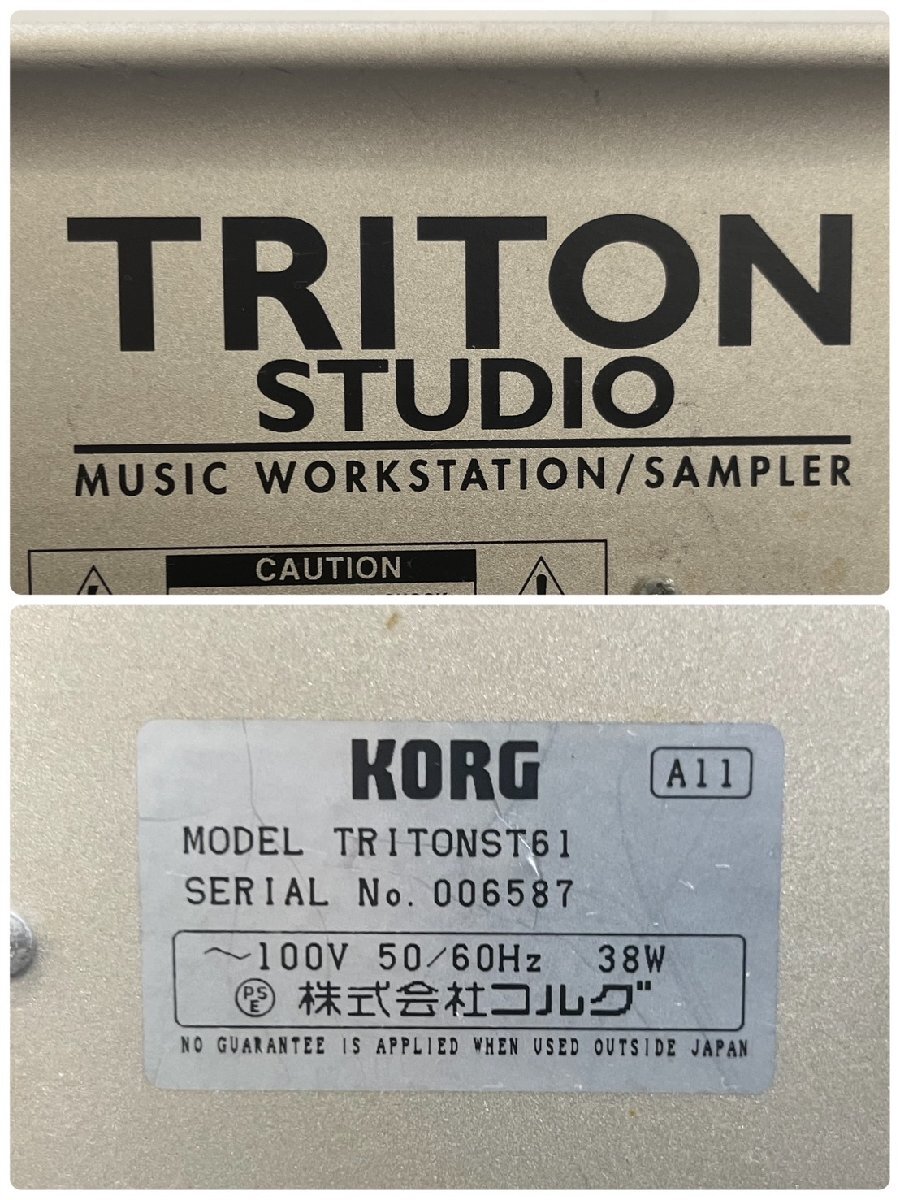 TRITON
STUDIO
MUSIC WORKSTATION/SAMPLER
CAUTION
KORG
A11
MODEL TRITONST61
SERIAL No. 006587
~100V 50/60Hz 38W
PSE 株式会社コルグ
NO GUARANTEE IS APPLIED WHEN USED OUTSIDE JAPAN